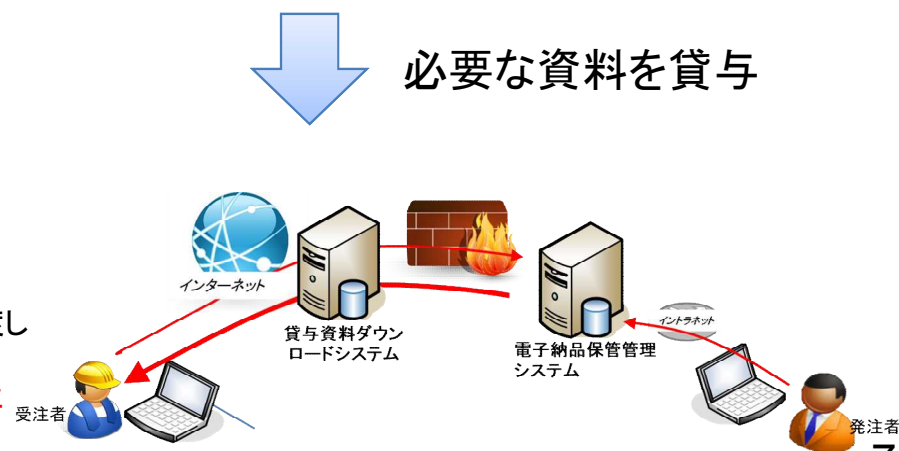 必要な資料を貸与
インターネット
貸与資料ダウン
ロードシステム
イントラネット
電子納品保管管理
システム
し
受注者
発注者